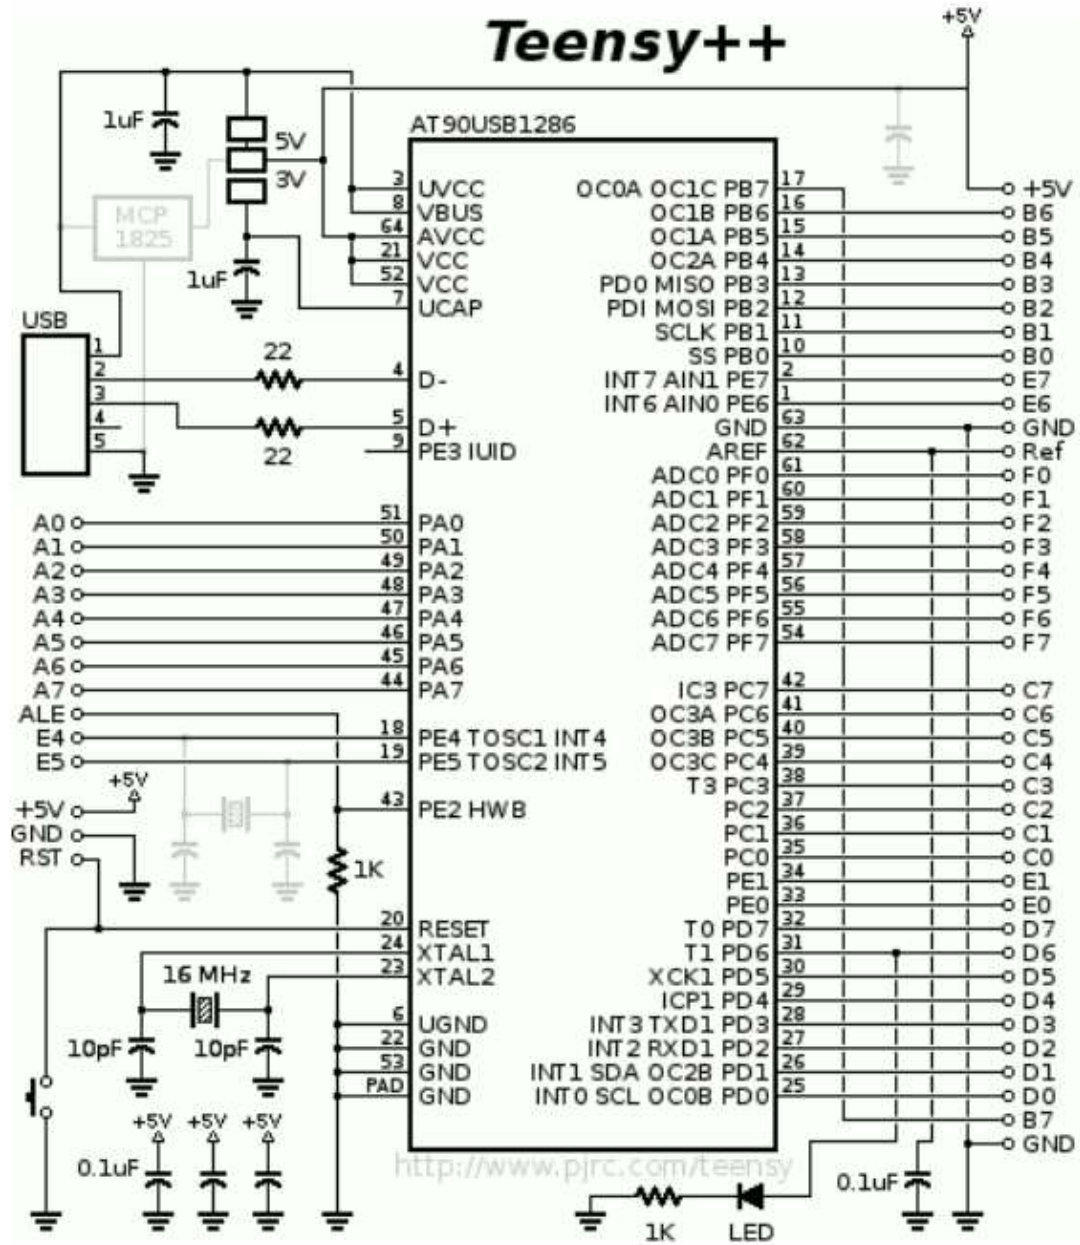 Teensy++
+5V
1uF
AT90USB1286
5V
3V
MCP
1825
1uF
USB
1
2
3
4
5
22
22
3 UVCC
8 VBUS
64 AVCC
21 VCC
52 VCC
7 UCAP
4 D-
5 D+
9 PE3 IUID
A0 51 PA0
A1 50 PA1
A2 49 PA2
A3 48 PA3
A4 47 PA4
A5 46 PA5
A6 45 PA6
A7 44 PA7
ALE
E4 18 PE4 TOSC1 INT4
E5 19 PE5 TOSC2 INT5
+5V
+5V
GND
RST
43 PE2 HWB
1K
20 RESET
24 XTAL1
23 XTAL2
16 MHz
10pF
10pF
6 UGND
22 GND
53 GND
PAD GND
+5V
+5V
+5V
0.1uF
OC0A OC1C PB7 17 +5V
OC1B PB6 16 B6
OC1A PB5 15 B5
OC2A PB4 14 B4
PD0 MISO PB3 13 B3
PDI MOSI PB2 12 B2
SCLK PB1 11 B1
SS PB0 10 B0
INT7 AIN1 PE7 2 E7
INT6 AIN0 PE6 1 E6
GND 63 GND
AREF 62 Ref
ADC0 PF0 61 F0
ADC1 PF1 60 F1
ADC2 PF2 59 F2
ADC3 PF3 58 F3
ADC4 PF4 57 F4
ADC5 PF5 56 F5
ADC6 PF6 55 F6
ADC7 PF7 54 F7
IC3 PC7 42 C7
OC3A PC6 41 C6
OC3B PC5 40 C5
OC3C PC4 39 C4
T3 PC3 38 C3
PC2 37 C2
PC1 36 C1
PC0 35 C0
PE1 34 E1
PE0 33 E0
T0 PD7 32 D7
T1 PD6 31 D6
XCK1 PD5 30 D5
ICP1 PD4 29 D4
INT3 TXD1 PD3 28 D3
INT2 RXD1 PD2 27 D2
INT1 SDA OC2B PD1 26 D1
INT0 SCL OC0B PD0 25 D0
B7
GND
http://www.pjrc.com/teensy
1K
LED
0.1uF